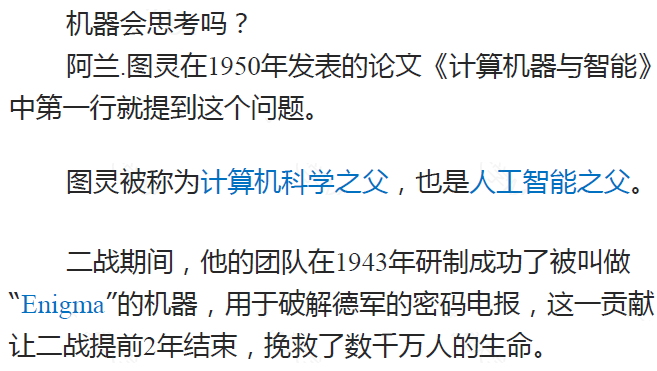 机器会思考吗？
阿兰.图灵在1950年发表的论文《计算机器与智能》
中第一行就提到这个问题。
图灵被称为计算机科学之父，也是人工智能之父。
二战期间，他的团队在1943年研制成功了被叫做
“Enigma”的机器，用于破解德军的密码电报，这一贡献
让二战提前2年结束，挽救了数千万人的生命。